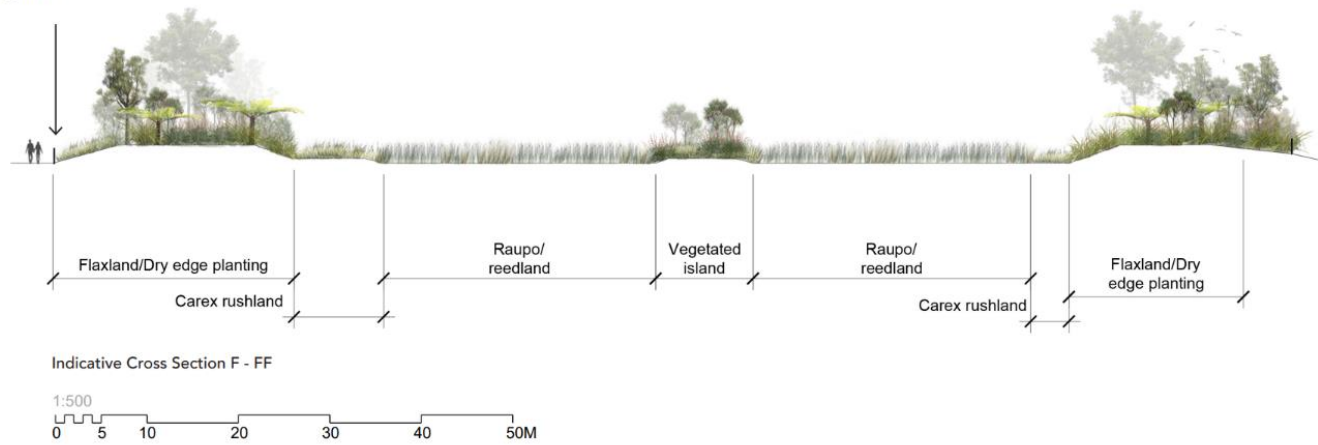 Flaxland/Dry edge planting
Carex rushland
Raupo/
reedland
Vegetated
island
Raupo/
reedland
Carex rushland
Flaxland/Dry
edge planting
Indicative Cross Section F - FF
1:500
0 5 10 20 30 40 50M